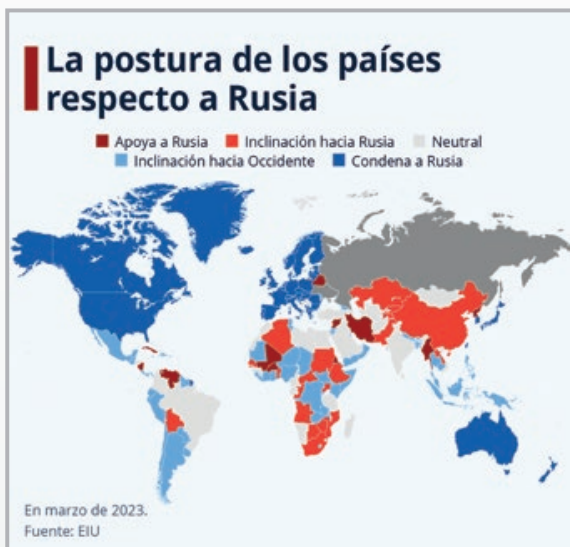 La postura de los países
respecto a Rusia
Apoya a Rusia Inclinación hacia Rusia Neutral
Inclinación hacia Occidente Condena a Rusia
En marzo de 2023.
Fuente: EIU